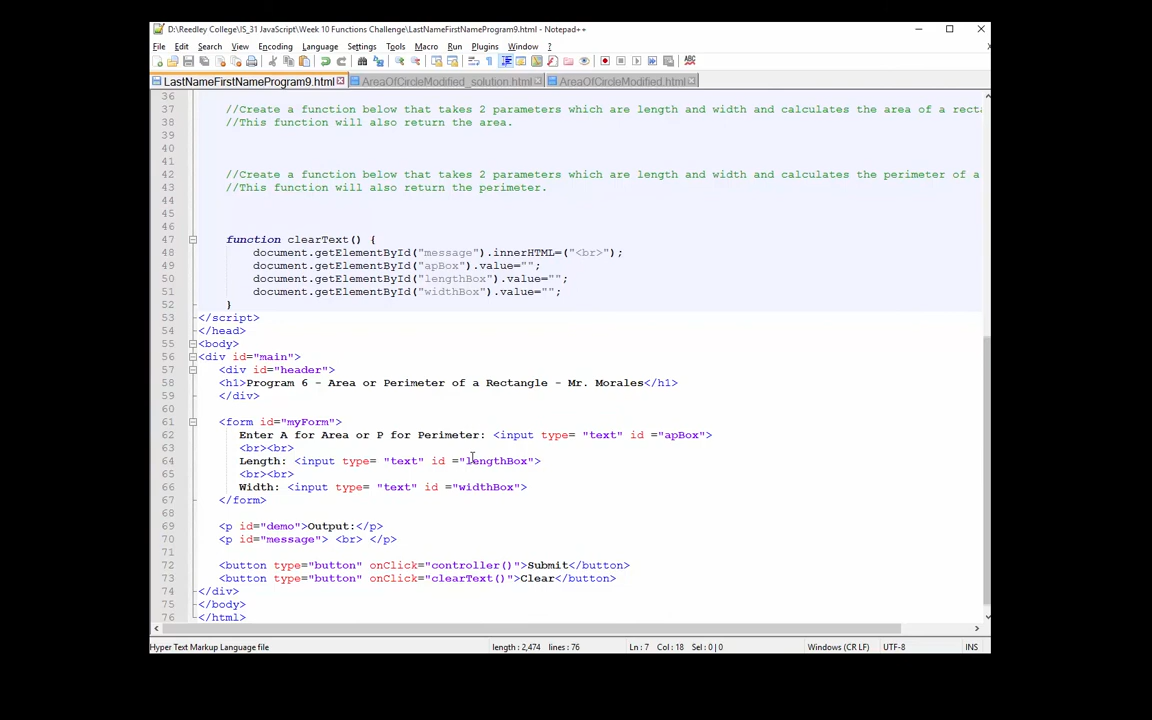 D:\Reedley College\IS_31 JavaScript\Week 10 Functions Challenge\LastNameFirstNameProgram9.html - Notepad++
File Edit Search View Encoding Language Settings Tools Macro Run Plugins Window ?
LastNameFirstNameProgram9.html AreaOfCircleModified_solution.html AreaOfCircleModified.html
36
37 //Create a function below that takes 2 parameters which are length and width and calculates the area of a recta
38 //This function will also return the area.
39
40
41
42 //Create a function below that takes 2 parameters which are length and width and calculates the perimeter of a
43 //This function will also return the perimeter.
44
45
46
47 function clearText() {
48 document.getElementById("message").innerHTML=("<br>");
49 document.getElementById("apBox").value="";
50 document.getElementById("lengthBox").value="";
51 document.getElementById("widthBox").value="";
52 }
53 </script>
54 </head>
55 <body>
56 <div id="main">
57 <div id="header">
58 <h1>Program 6 - Area or Perimeter of a Rectangle - Mr. Morales</h1>
59 </div>
60
61 <form id="myForm">
62 Enter A for Area or P for Perimeter: <input type= "text" id ="apBox">
63 <br><br>
64 Length: <input type= "text" id ="lengthBox">
65 <br><br>
66 Width: <input type= "text" id ="widthBox">
67 </form>
68
69 <p id="demo">Output:</p>
70 <p id="message"> <br> </p>
71
72 <button type="button" onClick="controller()">Submit</button>
73 <button type="button" onClick="clearText()">Clear</button>
74 </div>
75 </body>
76 </html>
Hyper Text Markup Language file length : 2,474 lines : 76 Ln : 7 Col : 18 Sel : 0 | 0 Windows (CR LF) UTF-8 INS